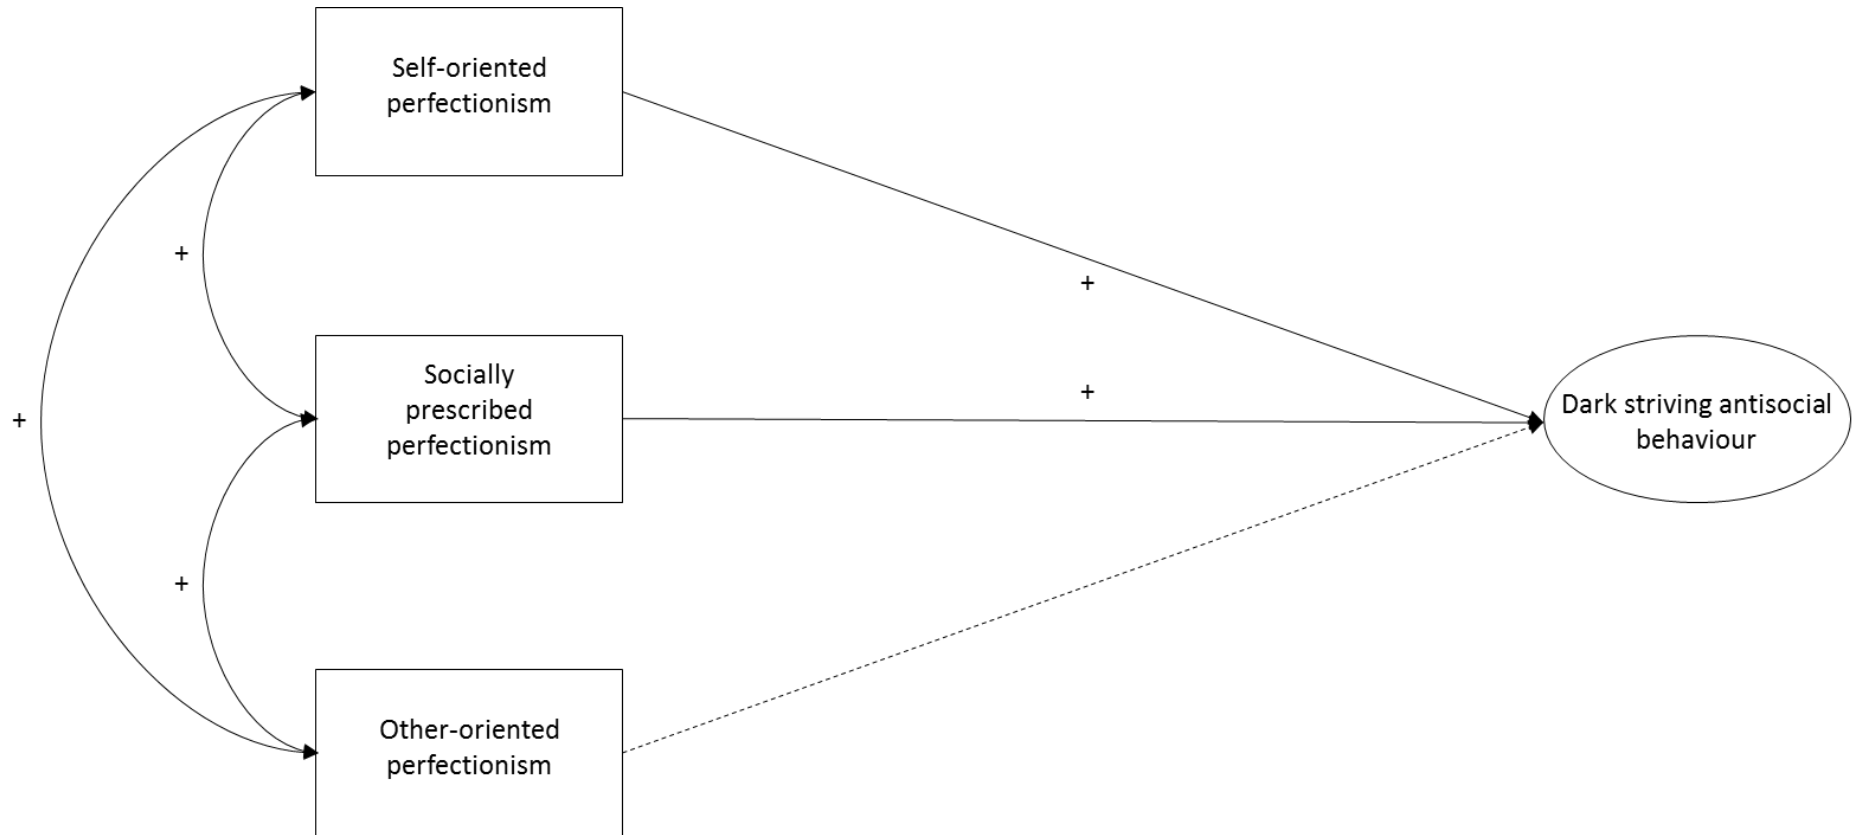 Self-oriented
perfectionism
+
+
Socially
prescribed
perfectionism
+
+
Dark striving antisocial
behaviour
+
Other-oriented
perfectionism